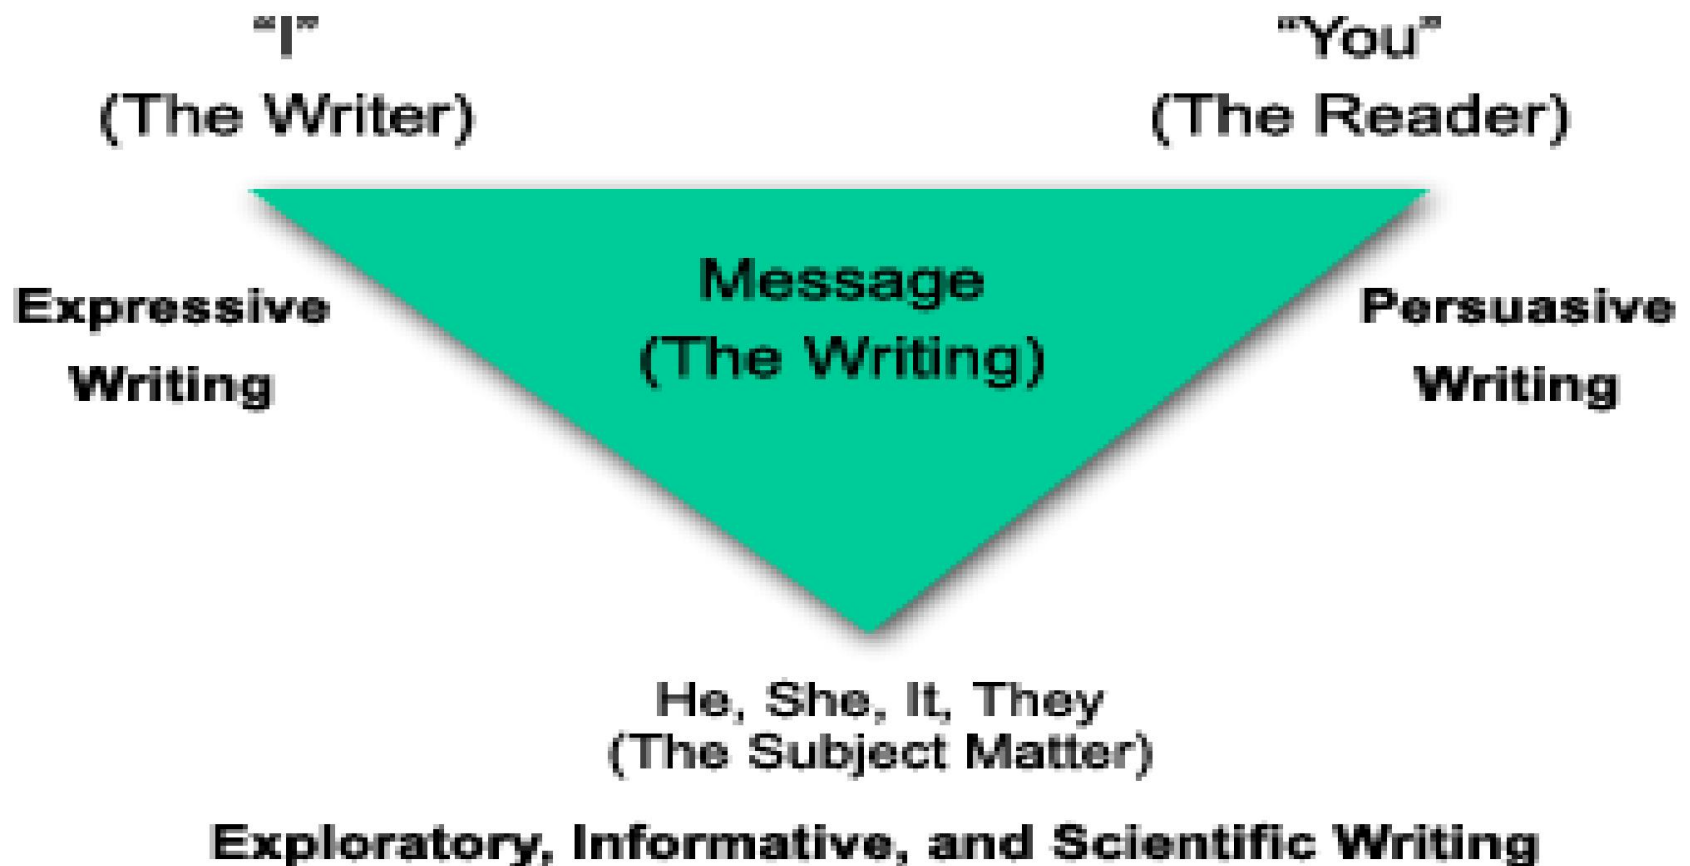 “I”
(The Writer)
“You”
(The Reader)
Message
(The Writing)
Expressive
Writing
Persuasive
Writing
He, She, It, They
(The Subject Matter)
Exploratory, Informative, and Scientific Writing